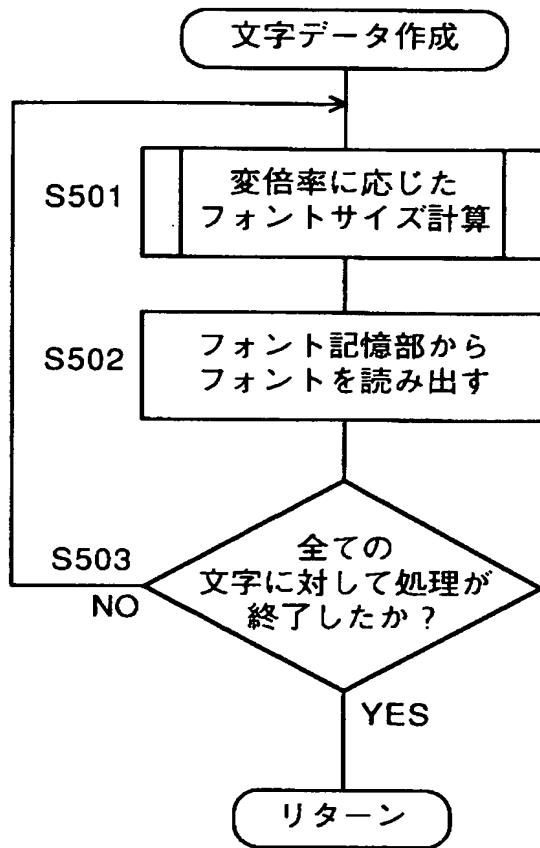 文字データ作成
S501
変倍率に応じた
フォントサイズ計算
S502
フォント記憶部から
フォントを読み出す
S503
全ての
文字に対して処理が
終了したか？
NO
YES
リターン